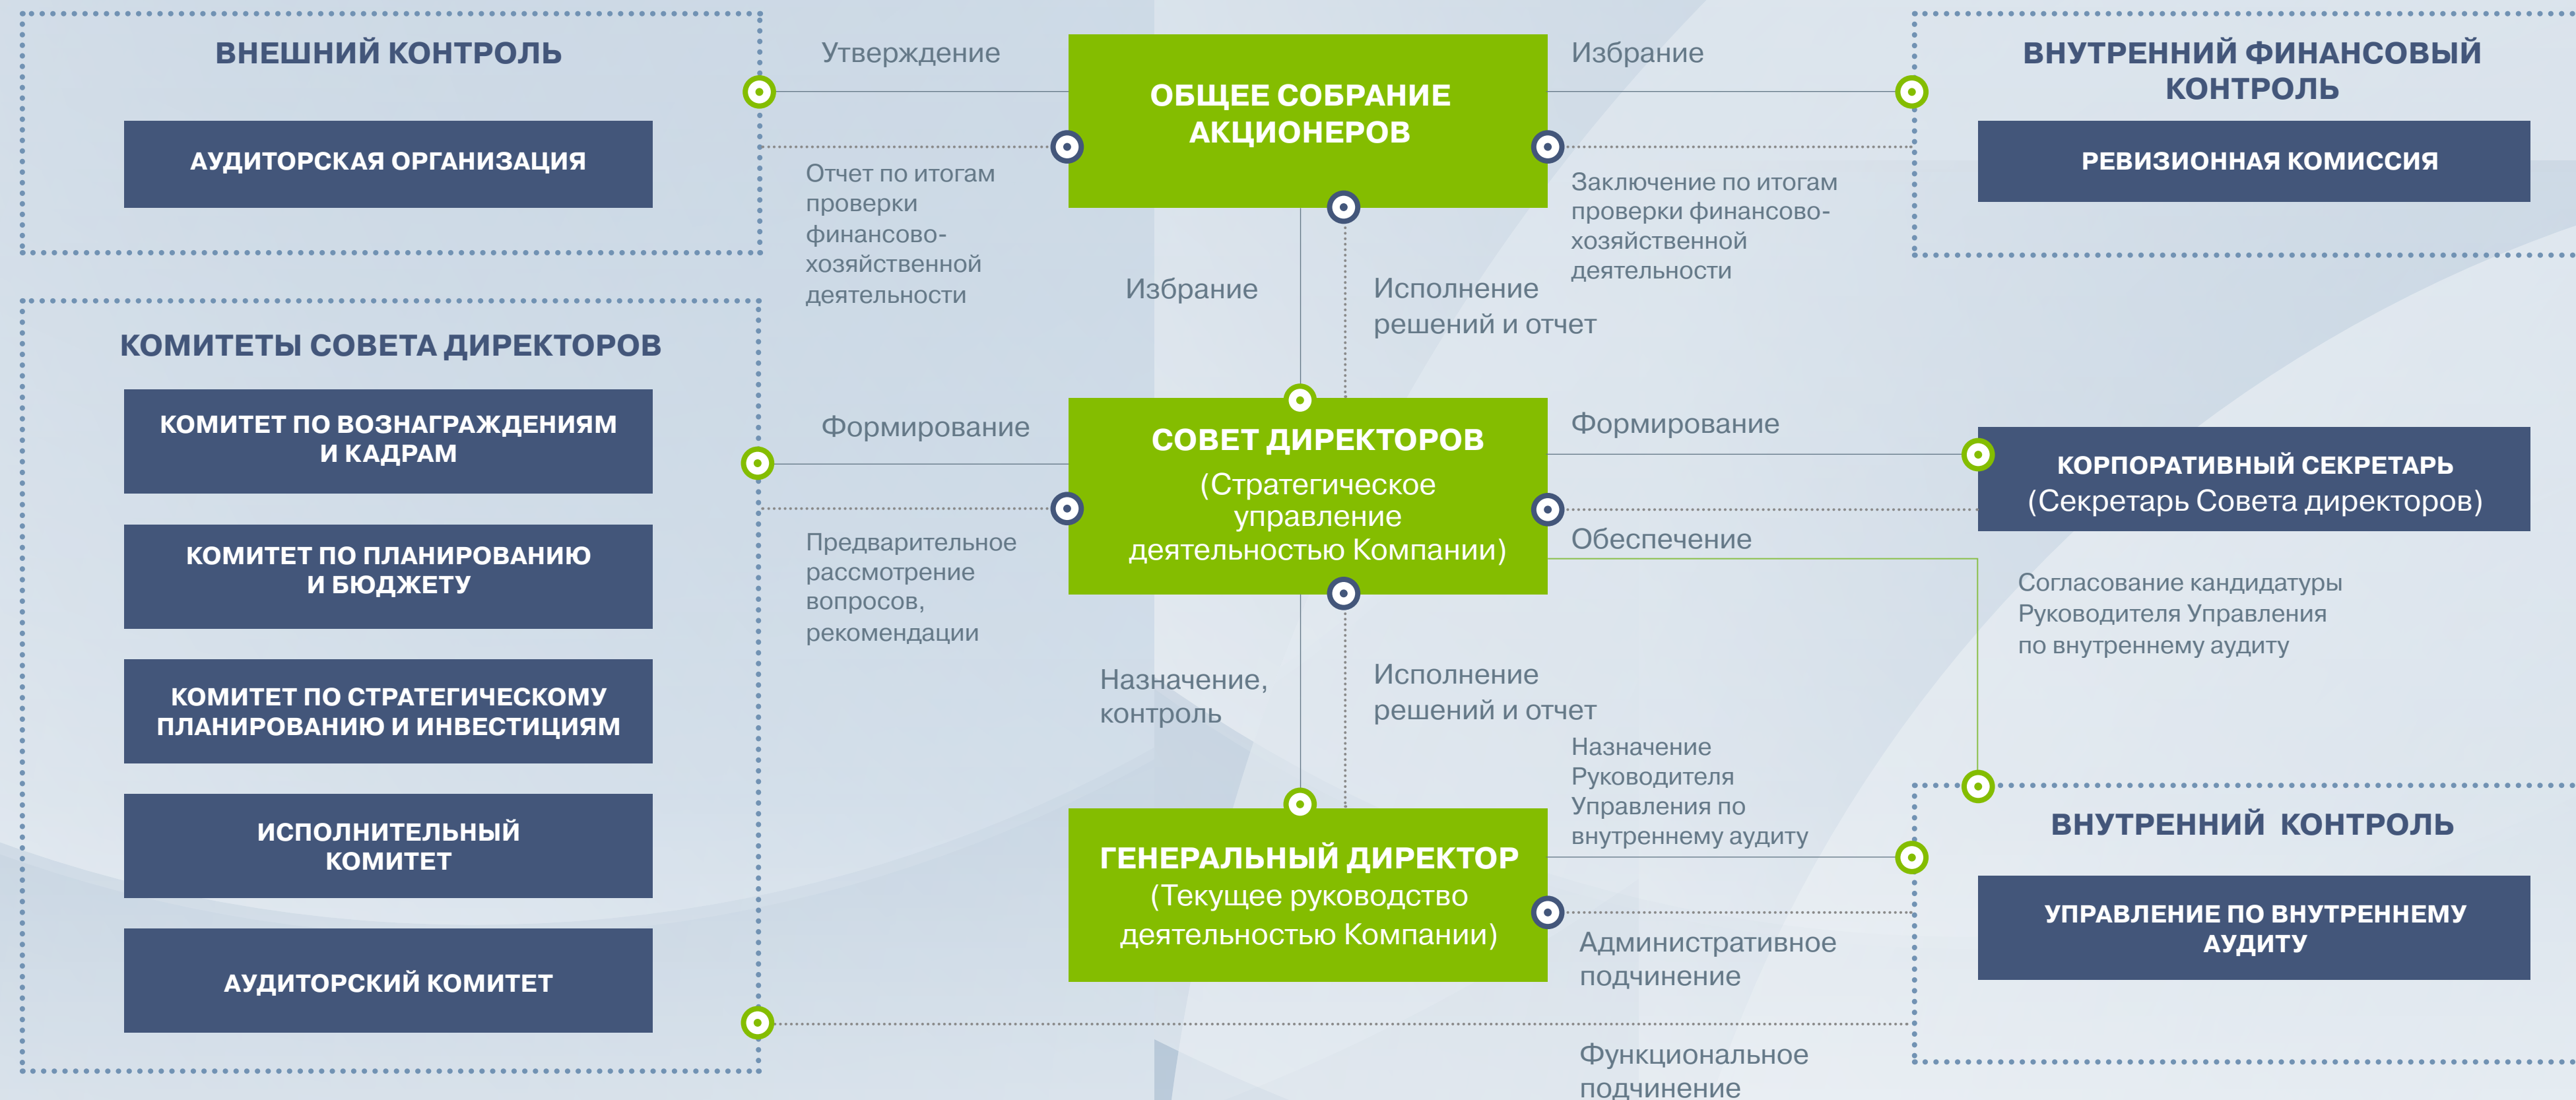 ВНЕШНИЙ КОНТРОЛЬ
АУДИТОРСКАЯ ОРГАНИЗАЦИЯ
Утверждение
Отчет по итогам
проверки
финансово-
хозяйственной
деятельности
ОБЩЕЕ СОБРАНИЕ
АКЦИОНЕРОВ
Избрание
Заключение по итогам
проверки финансово-
хозяйственной
деятельности
ВНУТРЕННИЙ ФИНАНСОВЫЙ
КОНТРОЛЬ
РЕВИЗИОННАЯ КОМИССИЯ
Избрание
Исполнение
решений и отчет
КОМИТЕТЫ СОВЕТА ДИРЕКТОРОВ
КОМИТЕТ ПО ВОЗНАГРАЖДЕНИЯМ
И КАДРАМ
КОМИТЕТ ПО ПЛАНИРОВАНИЮ
И БЮДЖЕТУ
КОМИТЕТ ПО СТРАТЕГИЧЕСКОМУ
ПЛАНИРОВАНИЮ И ИНВЕСТИЦИЯМ
ИСПОЛНИТЕЛЬНЫЙ
КОМИТЕТ
АУДИТОРСКИЙ КОМИТЕТ
Формирование
Предварительное
рассмотрение
вопросов,
рекомендации
СОВЕТ ДИРЕКТОРОВ
(Стратегическое
управление
деятельностью Компании)
Формирование
Обеспечение
КОРПОРАТИВНЫЙ СЕКРЕТАРЬ
(Секретарь Совета директоров)
Согласование кандидатуры
Руководителя Управления
по внутреннему аудиту
Назначение,
контроль
Исполнение
решений и отчет
Назначение
Руководителя
Управления по
внутреннему аудиту
ГЕНЕРАЛЬНЫЙ ДИРЕКТОР
(Текущее руководство
деятельностью Компании)
Административное
подчинение
Функциональное
подчинение
ВНУТРЕННИЙ КОНТРОЛЬ
УПРАВЛЕНИЕ ПО ВНУТРЕННЕМУ
АУДИТУ